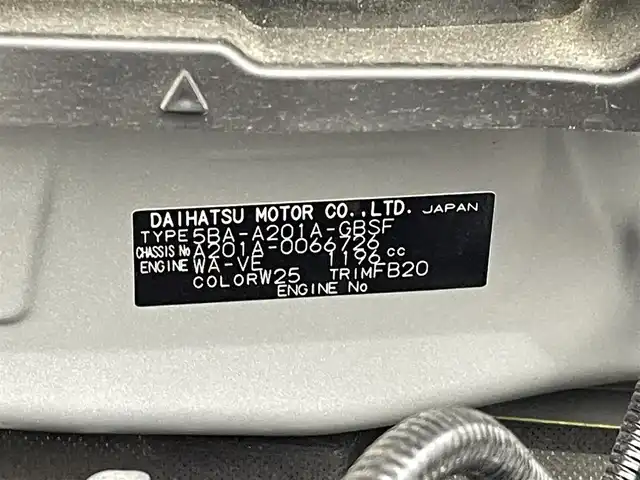 DAIHATSU MOTOR CO.,LTD. JAPAN
TYPE 5BA-A201A-GBSF
CHASSIS No A201A-0066726
ENGINE WA-VE 1196 cc
COLOR W25 TRIM FB20
ENGINE No